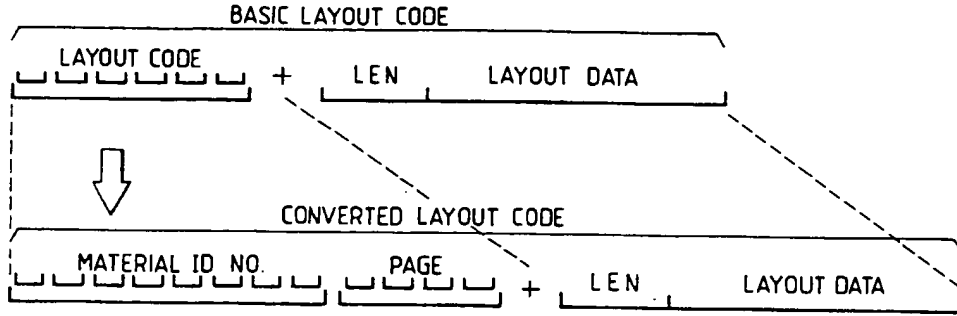 BASIC LAYOUT CODE
LAYOUT CODE + LEN LAYOUT DATA
CONVERTED LAYOUT CODE
MATERIAL ID NO. PAGE + LEN LAYOUT DATA